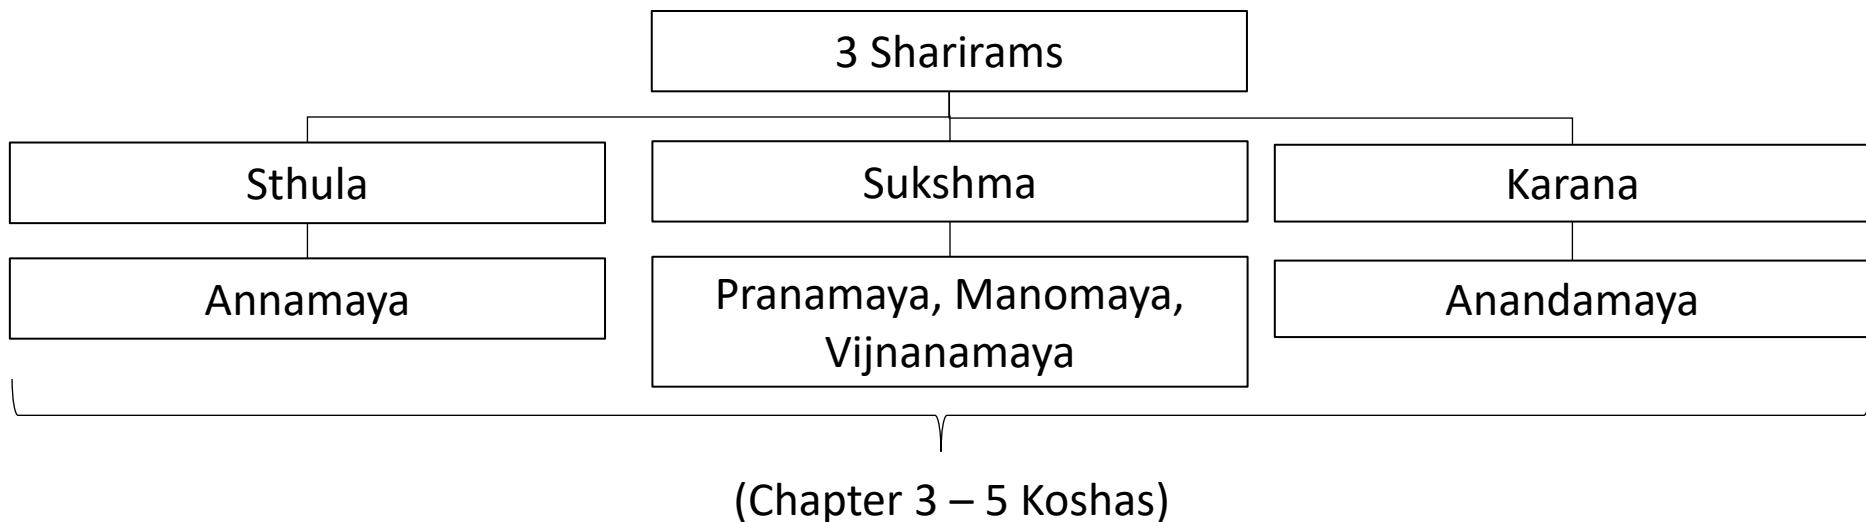 3 Sharirams
Sthula
Sukshma
Karana
Annamaya
Pranamaya, Manomaya,
Vijnanamaya
Anandamaya
(Chapter 3 – 5 Koshas)